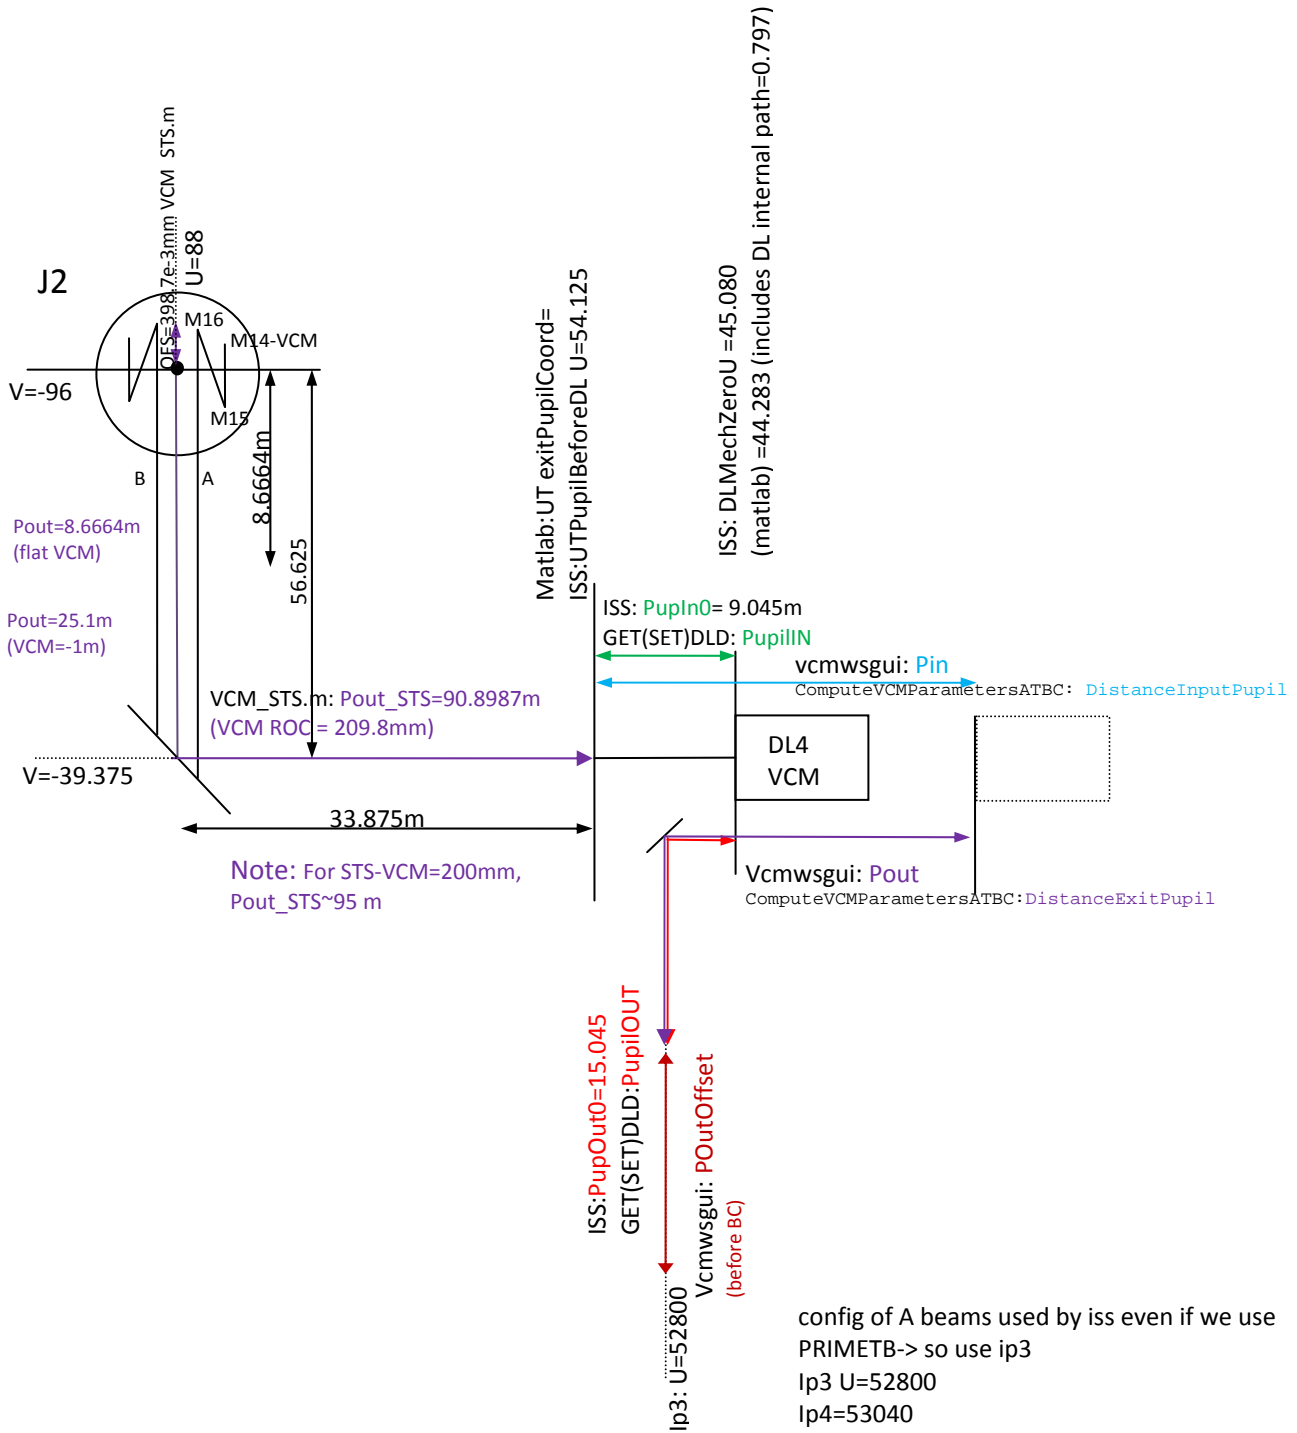 J2
OFS=398.7e-3mm VCM STS.m
U=88
M16
M14-VCM
M15
V=-96
B
A
8.6664m
56.625
Pout=8.6664m
(flat VCM)
Pout=25.1m
(VCM=-1m)
Matlab:UT exitPupilCoord=
ISS:UTPupilBeforeDL U=54.125
ISS: DLMechZeroU =45.080
(matlab) =44.283 (includes DL internal path=0.797)
ISS: PupIn0= 9.045m
GET(SET)DLD: PupilIN
vcmwsgui: Pin
ComputeVCMParametersATBC: DistanceInputPupil
VCM_STS.m: Pout_STS=90.8987m
(VCM ROC = 209.8mm)
DL4
VCM
V=-39.375
33.875m
Note: For STS-VCM=200mm,
Pout_STS~95 m
Vcmwsgui: Pout
ComputeVCMParametersATBC:DistanceExitPupil
ISS:PupOut0=15.045
GET(SET)DLD:PupilOUT
Vcmwsgui: POutOffset
(before BC)
Ip3: U=52800
config of A beams used by iss even if we use
PRIMETB-> so use ip3
Ip3 U=52800
Ip4=53040